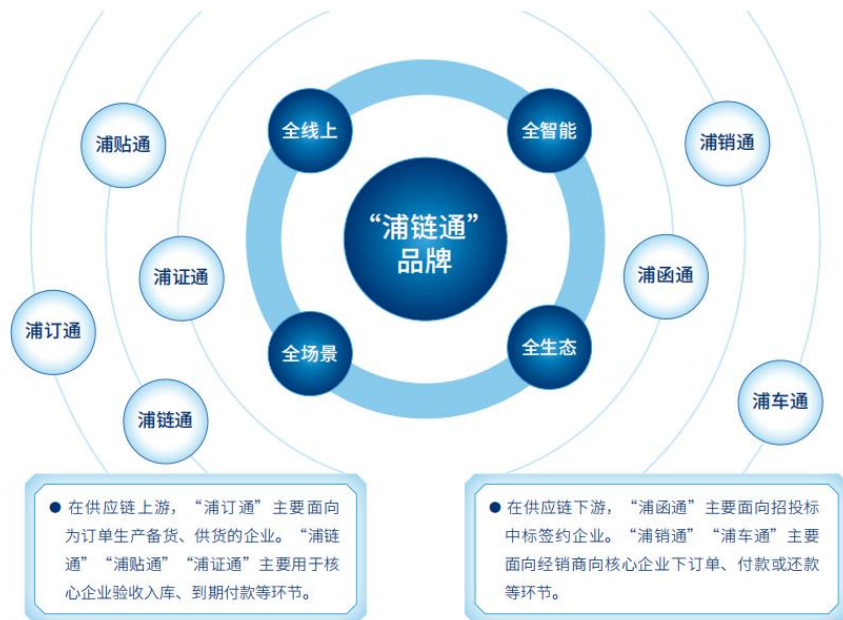 全线上
全智能
浦贴通
浦销通
“浦链通”
品牌
浦证通
浦函通
浦订通
全场景
全生态
浦链通
浦车通
● 在供应链上游，“浦订通”主要面向
为订单生产备货、供货的企业。“浦链
通”“浦贴通”“浦证通”主要用于核
心企业验收入库、到期付款等环节。
● 在供应链下游，“浦函通”主要面向招投标
中标签约企业。“浦销通”“浦车通”主要
面向经销商向核心企业下订单、付款或还款
等环节。